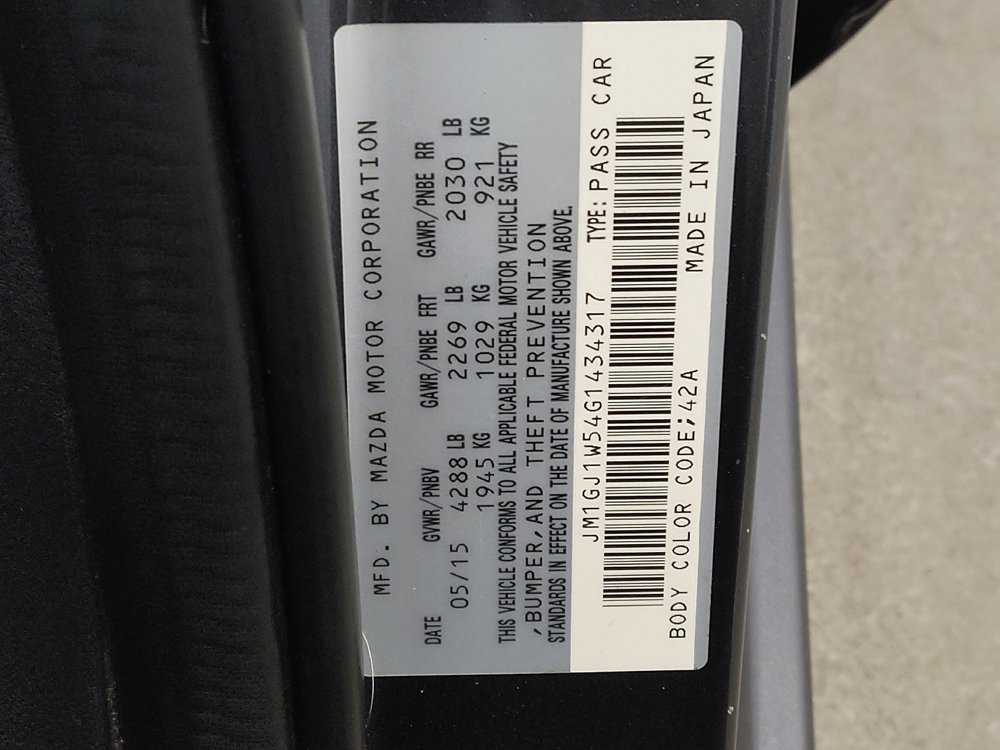 MFD. BY MAZDA MOTOR CORPORATION
DATE GVWR/PNBV GAWR/PNBE FRT GAWR/PNBE RR
05/15 4288 LB 2269 LB 2030 LB
1945 KG 1029 KG 921 KG
THIS VEHICLE CONFORMS TO ALL APPLICABLE FEDERAL MOTOR VEHICLE SAFETY
,BUMPER,AND THEFT PREVENTION
STANDARDS IN EFFECT ON THE DATE OF MANUFACTURE SHOWN ABOVE.
JM1GJ1W54G1434317 TYPE: PASS CAR
BODY COLOR CODE;42A MADE IN JAPAN